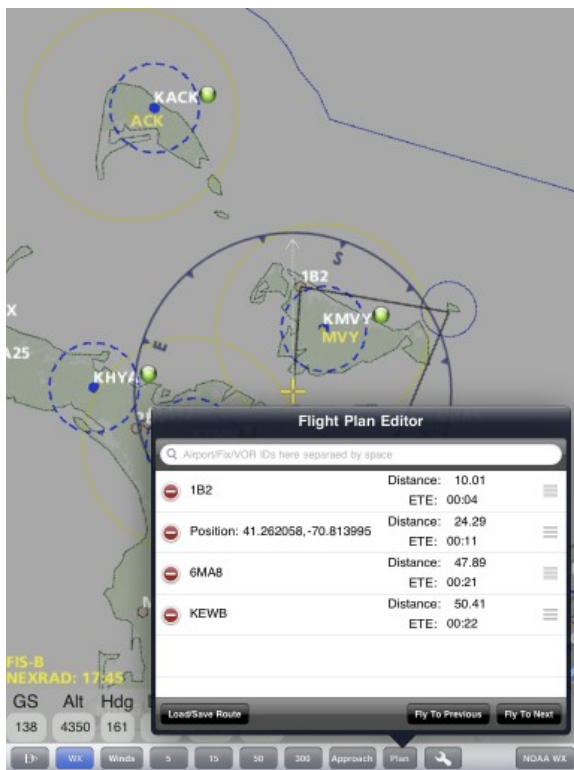 KACK
ACK
S
1B2
X
KMVY
MVY
A25
E
KHYA
Flight Plan Editor
Airport/Fix/VOR IDs here separaed by space
1B2
Distance: 10.01
ETE: 00:04
Position: 41.262058,-70.813995
Distance: 24.29
ETE: 00:11
6MA8
Distance: 47.89
ETE: 00:21
KEWB
Distance: 50.41
ETE: 00:22
FIS-B
NEXRAD: 17:45
GS Alt Hdg
138 4350 161
Load/Save Route Fly To Previous Fly To Next
WX Winds 5 15 50 300 Approach Plan NOAA WX